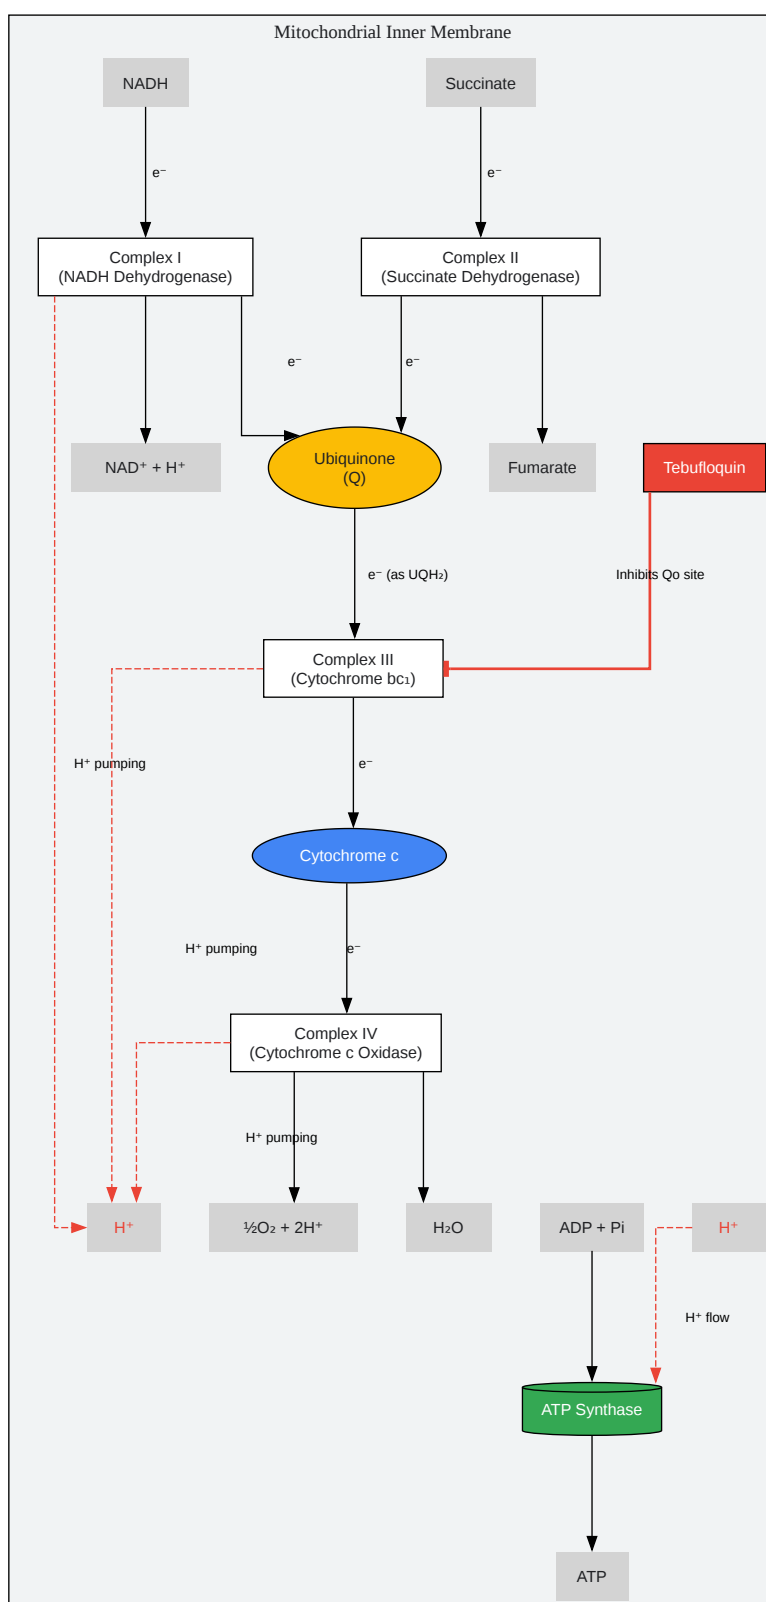 Mitochondrial Inner Membrane
NADH
Succinate
e⁻
e⁻
Complex I
(NADH Dehydrogenase)
Complex II
(Succinate Dehydrogenase)
e⁻
e⁻
NAD⁺ + H⁺
Ubiquinone
(Q)
Fumarate
Tebufloquin
e⁻ (as UQH₂)
Inhibits Qo site
Complex III
(Cytochrome bc₁)
H⁺ pumping
e⁻
Cytochrome c
H⁺ pumping
e⁻
Complex IV
(Cytochrome c Oxidase)
H⁺ pumping
H⁺
½O₂ + 2H⁺
H₂O
ADP + Pi
H⁺
H⁺ flow
ATP Synthase
ATP